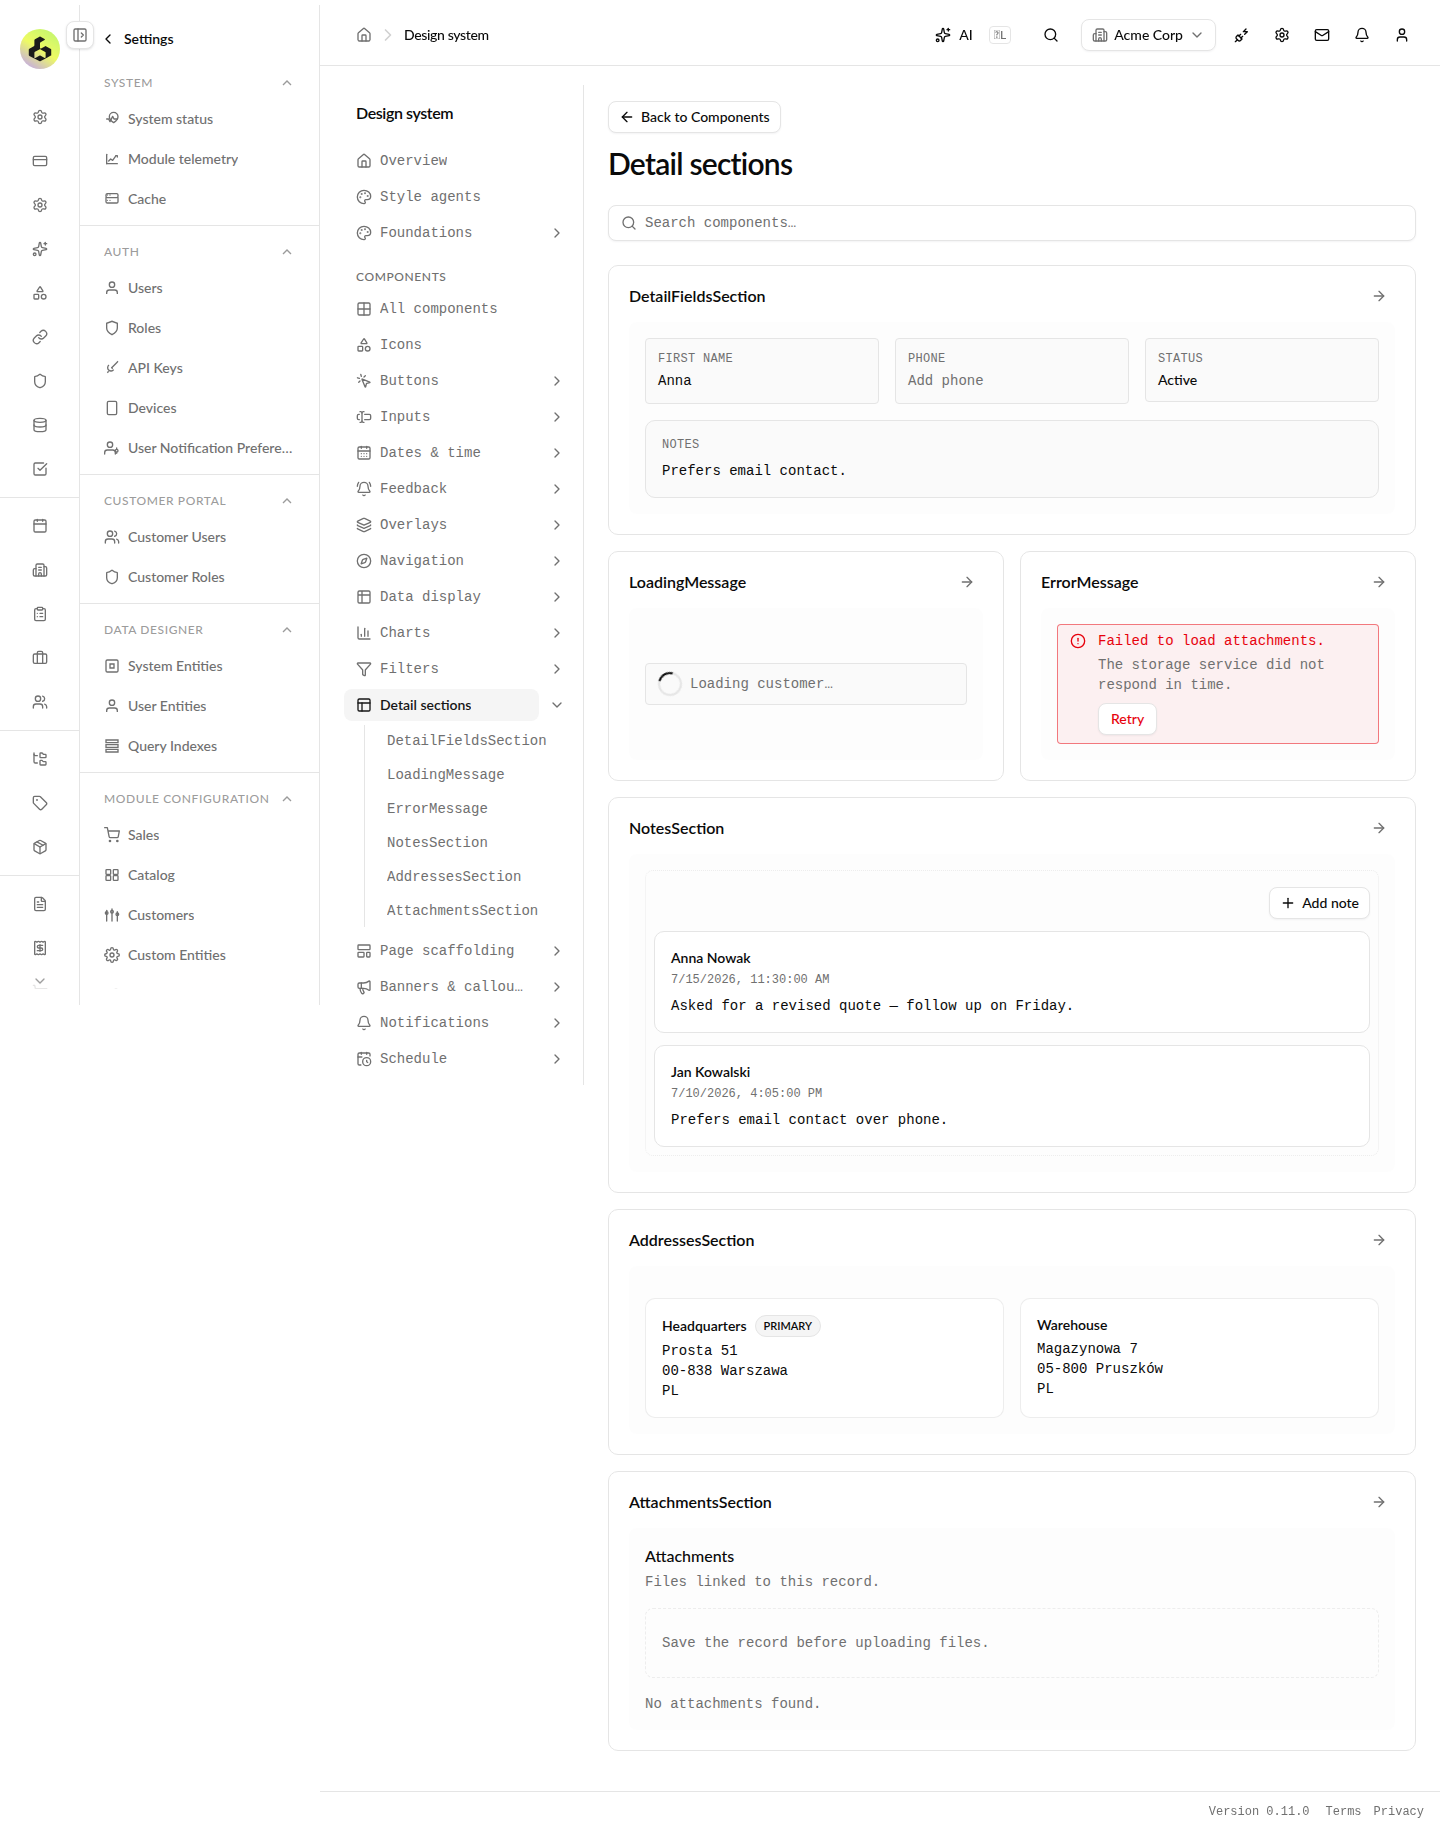 Settings
SYSTEM
System status
Module telemetry
Cache
AUTH
Users
Roles
API Keys
Devices
User Notification Prefere...
CUSTOMER PORTAL
Customer Users
Customer Roles
DATA DESIGNER
System Entities
User Entities
Query Indexes
MODULE CONFIGURATION
Sales
Catalog
Customers
Custom Entities
Design system
AI
Acme Corp
Design system
Overview
Style agents
Foundations
COMPONENTS
All components
Icons
Buttons
Inputs
Dates & time
Feedback
Overlays
Navigation
Data display
Charts
Filters
Detail sections
DetailFieldsSection
LoadingMessage
ErrorMessage
NotesSection
AddressesSection
AttachmentsSection
Page scaffolding
Banners & callou…
Notifications
Schedule
Back to Components
Detail sections
Search components…
DetailFieldsSection
FIRST NAME
Anna
PHONE
Add phone
STATUS
Active
NOTES
Prefers email contact.
LoadingMessage
Loading customer…
ErrorMessage
Failed to load attachments.
The storage service did not
respond in time.
Retry
NotesSection
Add note
Anna Nowak
7/15/2026, 11:30:00 AM
Asked for a revised quote — follow up on Friday.
Jan Kowalski
7/10/2026, 4:05:00 PM
Prefers email contact over phone.
AddressesSection
Headquarters PRIMARY
Prosta 51
00-838 Warszawa
PL
Warehouse
Magazynowa 7
05-800 Pruszków
PL
AttachmentsSection
Attachments
Files linked to this record.
Save the record before uploading files.
No attachments found.
Version 0.11.0 Terms Privacy